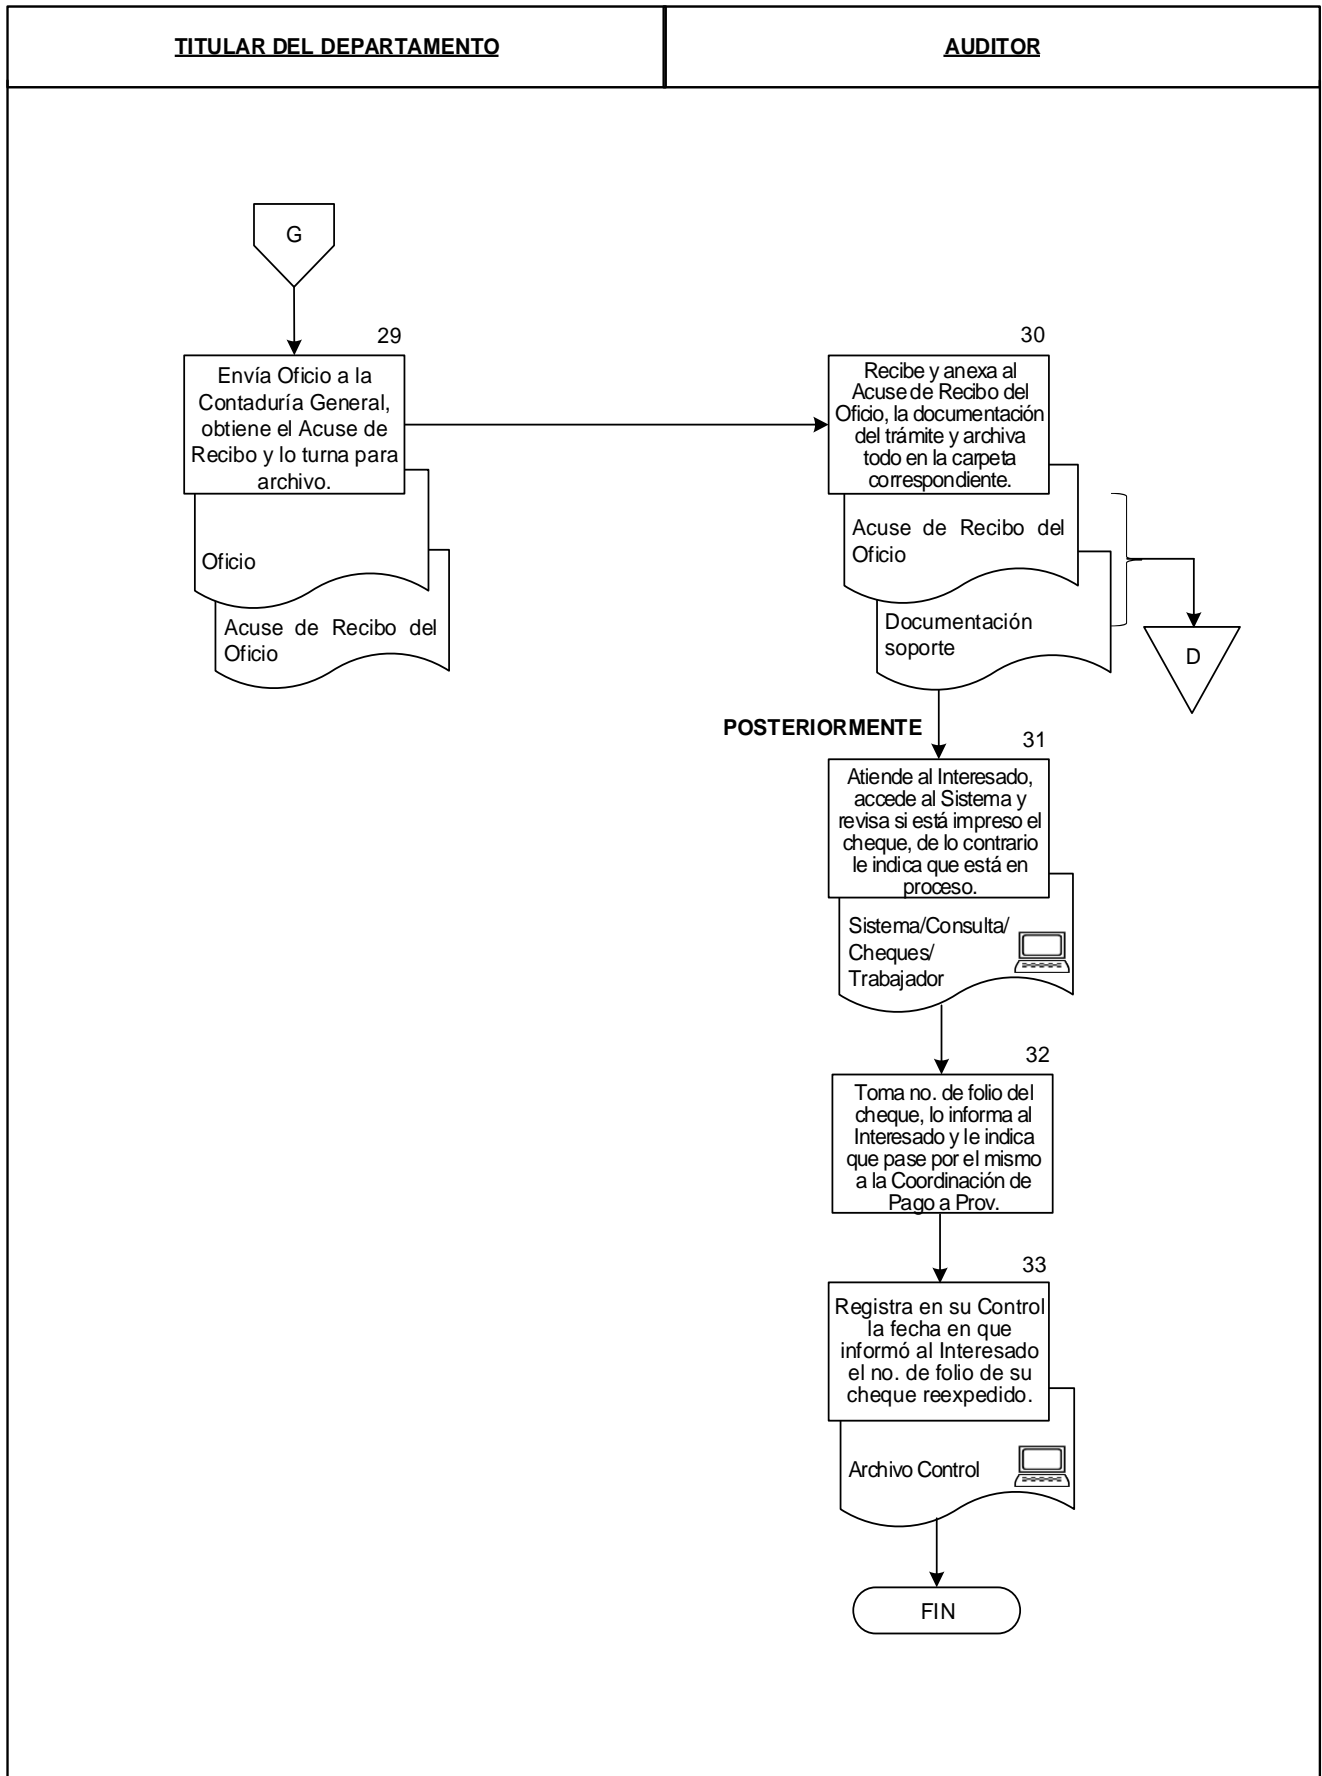 TITULAR DEL DEPARTAMENTO
AUDITOR
G
29
Envía Oficio a la
Contaduría General,
obtiene el Acuse de
Recibo y lo turna para
archivo.
Oficio
Acuse de Recibo del
Oficio
30
Recibe y anexa al
Acuse de Recibo del
Oficio, la documentación
del trámite y archiva
todo en la carpeta
correspondiente.
Acuse de Recibo del
Oficio
Documentación
soporte
D
POSTERIORMENTE
31
Atiende al Interesado,
accede al Sistema y
revisa si está impreso el
cheque, de lo contrario
le indica que está en
proceso.
Sistema/Consulta/
Cheques/
Trabajador
32
Toma no. de folio del
cheque, lo informa al
Interesado y le indica
que pase por el mismo
a la Coordinación de
Pago a Prov.
33
Registra en su Control
la fecha en que
informó al Interesado
el no. de folio de su
cheque reexpedido.
Archivo Control
FIN